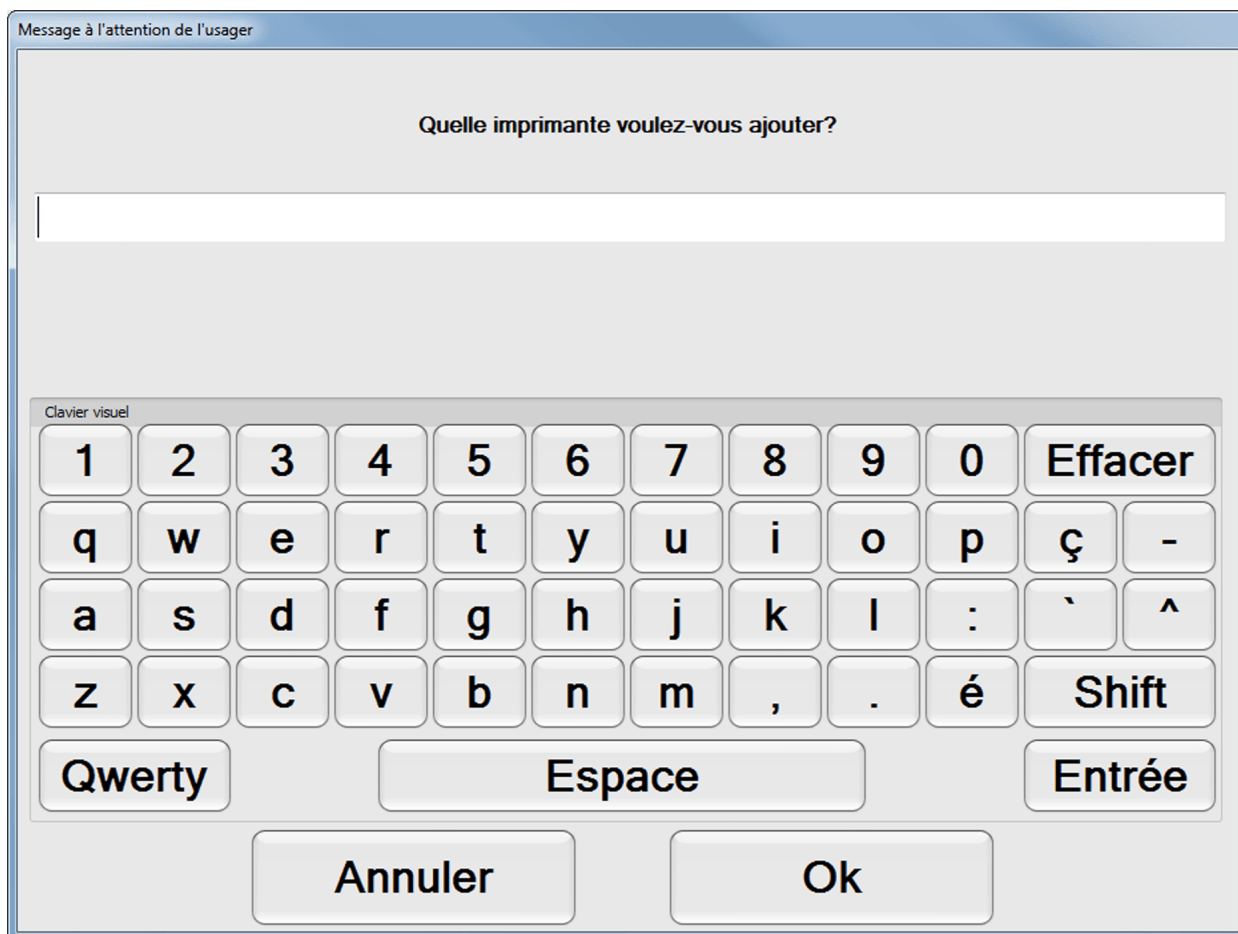 Message à l'attention de l'usager
Quelle imprimante voulez-vous ajouter?
Clavier visuel
1 2 3 4 5 6 7 8 9 0 Effacer
q w e r t y u i o p ç -
a s d f g h j k l : ` ^
z x c v b n m , . é Shift
Qwerty Espace Entrée
Annuler Ok